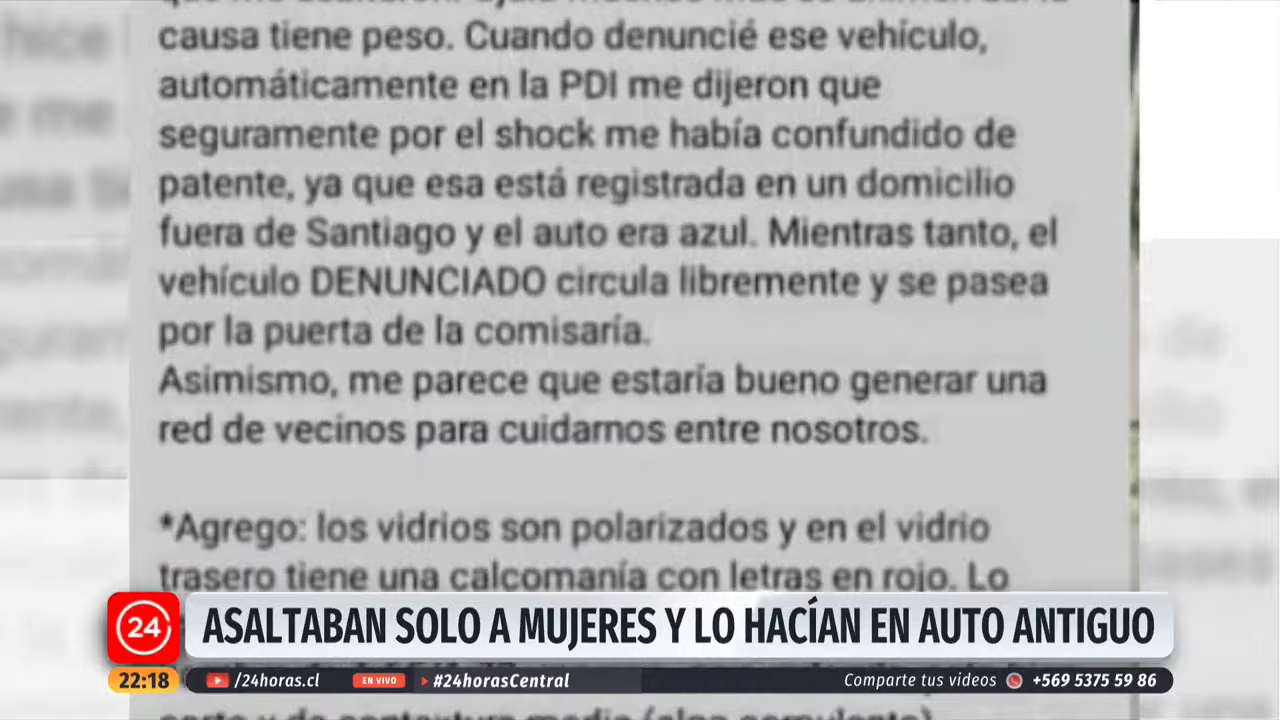 causa tiene peso. Cuando denuncié ese vehículo,
automáticamente en la PDI me dijeron que
seguramente por el shock me había confundido de
patente, ya que esa está registrada en un domicilio
fuera de Santiago y el auto era azul. Mientras tanto, el
vehículo DENUNCIADO circula libremente y se pasea
por la puerta de la comisaría.
Asimismo, me parece que estaría bueno generar una
red de vecinos para cuidarnos entre nosotros.
*Agrego: los vidrios son polarizados y en el vidrio
trasero tiene una calcomanía con letras en rojo. Lo
24 ASALTABAN SOLO A MUJERES Y LO HACÍAN EN AUTO ANTIGUO
22:18 /24horas.cl EN VIVO #24horasCentral Comparte tus videos +569 5375 59 86